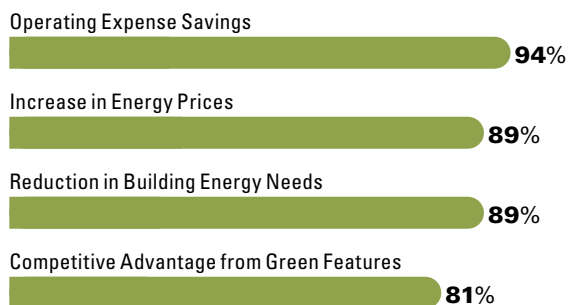 Operating Expense Savings
94%
Increase in Energy Prices
89%
Reduction in Building Energy Needs
89%
Competitive Advantage from Green Features
81%